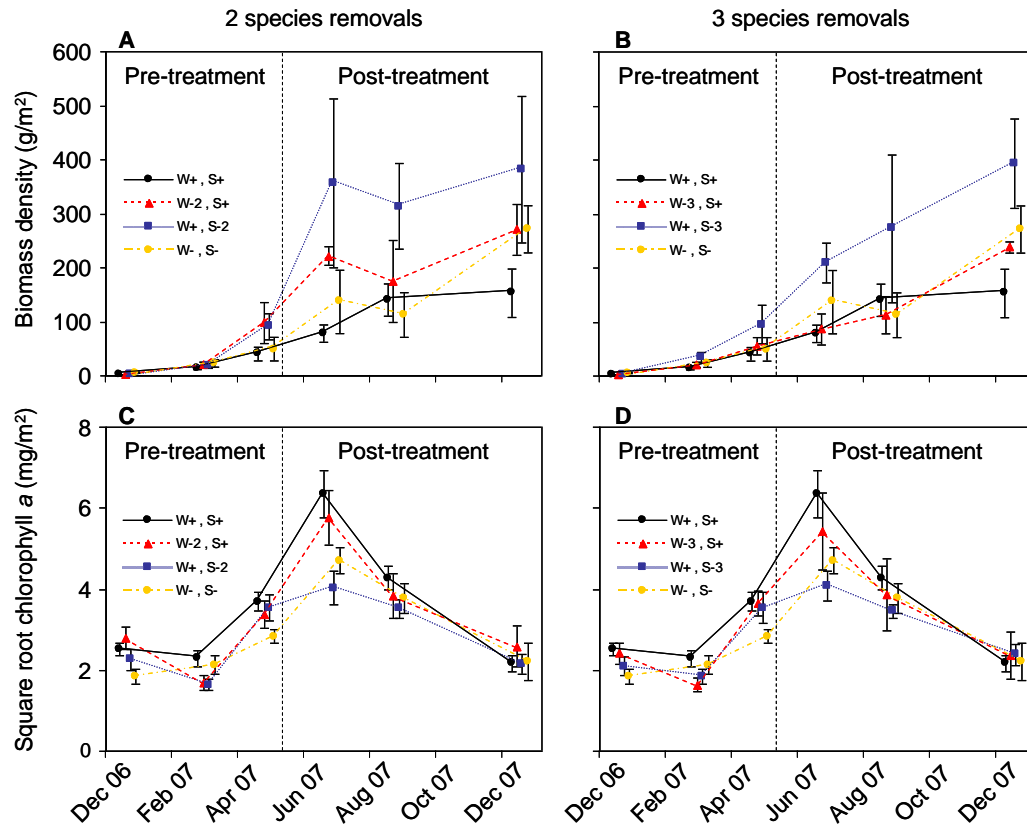 2 species removals
3 species removals
A
B
600
500
400
300
200
100
0
Biomass density (g/m²)
Pre-treatment
Post-treatment
W+ , S+
W-2 , S+
W+ , S-2
W- , S-
Pre-treatment
Post-treatment
W+ , S+
W-3 , S+
W+ , S-3
W- , S-
C
D
8
6
4
2
0
Square root chlorophyll a (mg/m²)
Pre-treatment
Post-treatment
W+ , S+
W-2 , S+
W+ , S-2
W- , S-
Pre-treatment
Post-treatment
W+ , S+
W-3 , S+
W+ , S-3
W- , S-
Dec 06
Feb 07
Apr 07
Jun 07
Aug 07
Oct 07
Dec 07
Dec 06
Feb 07
Apr 07
Jun 07
Aug 07
Oct 07
Dec 07